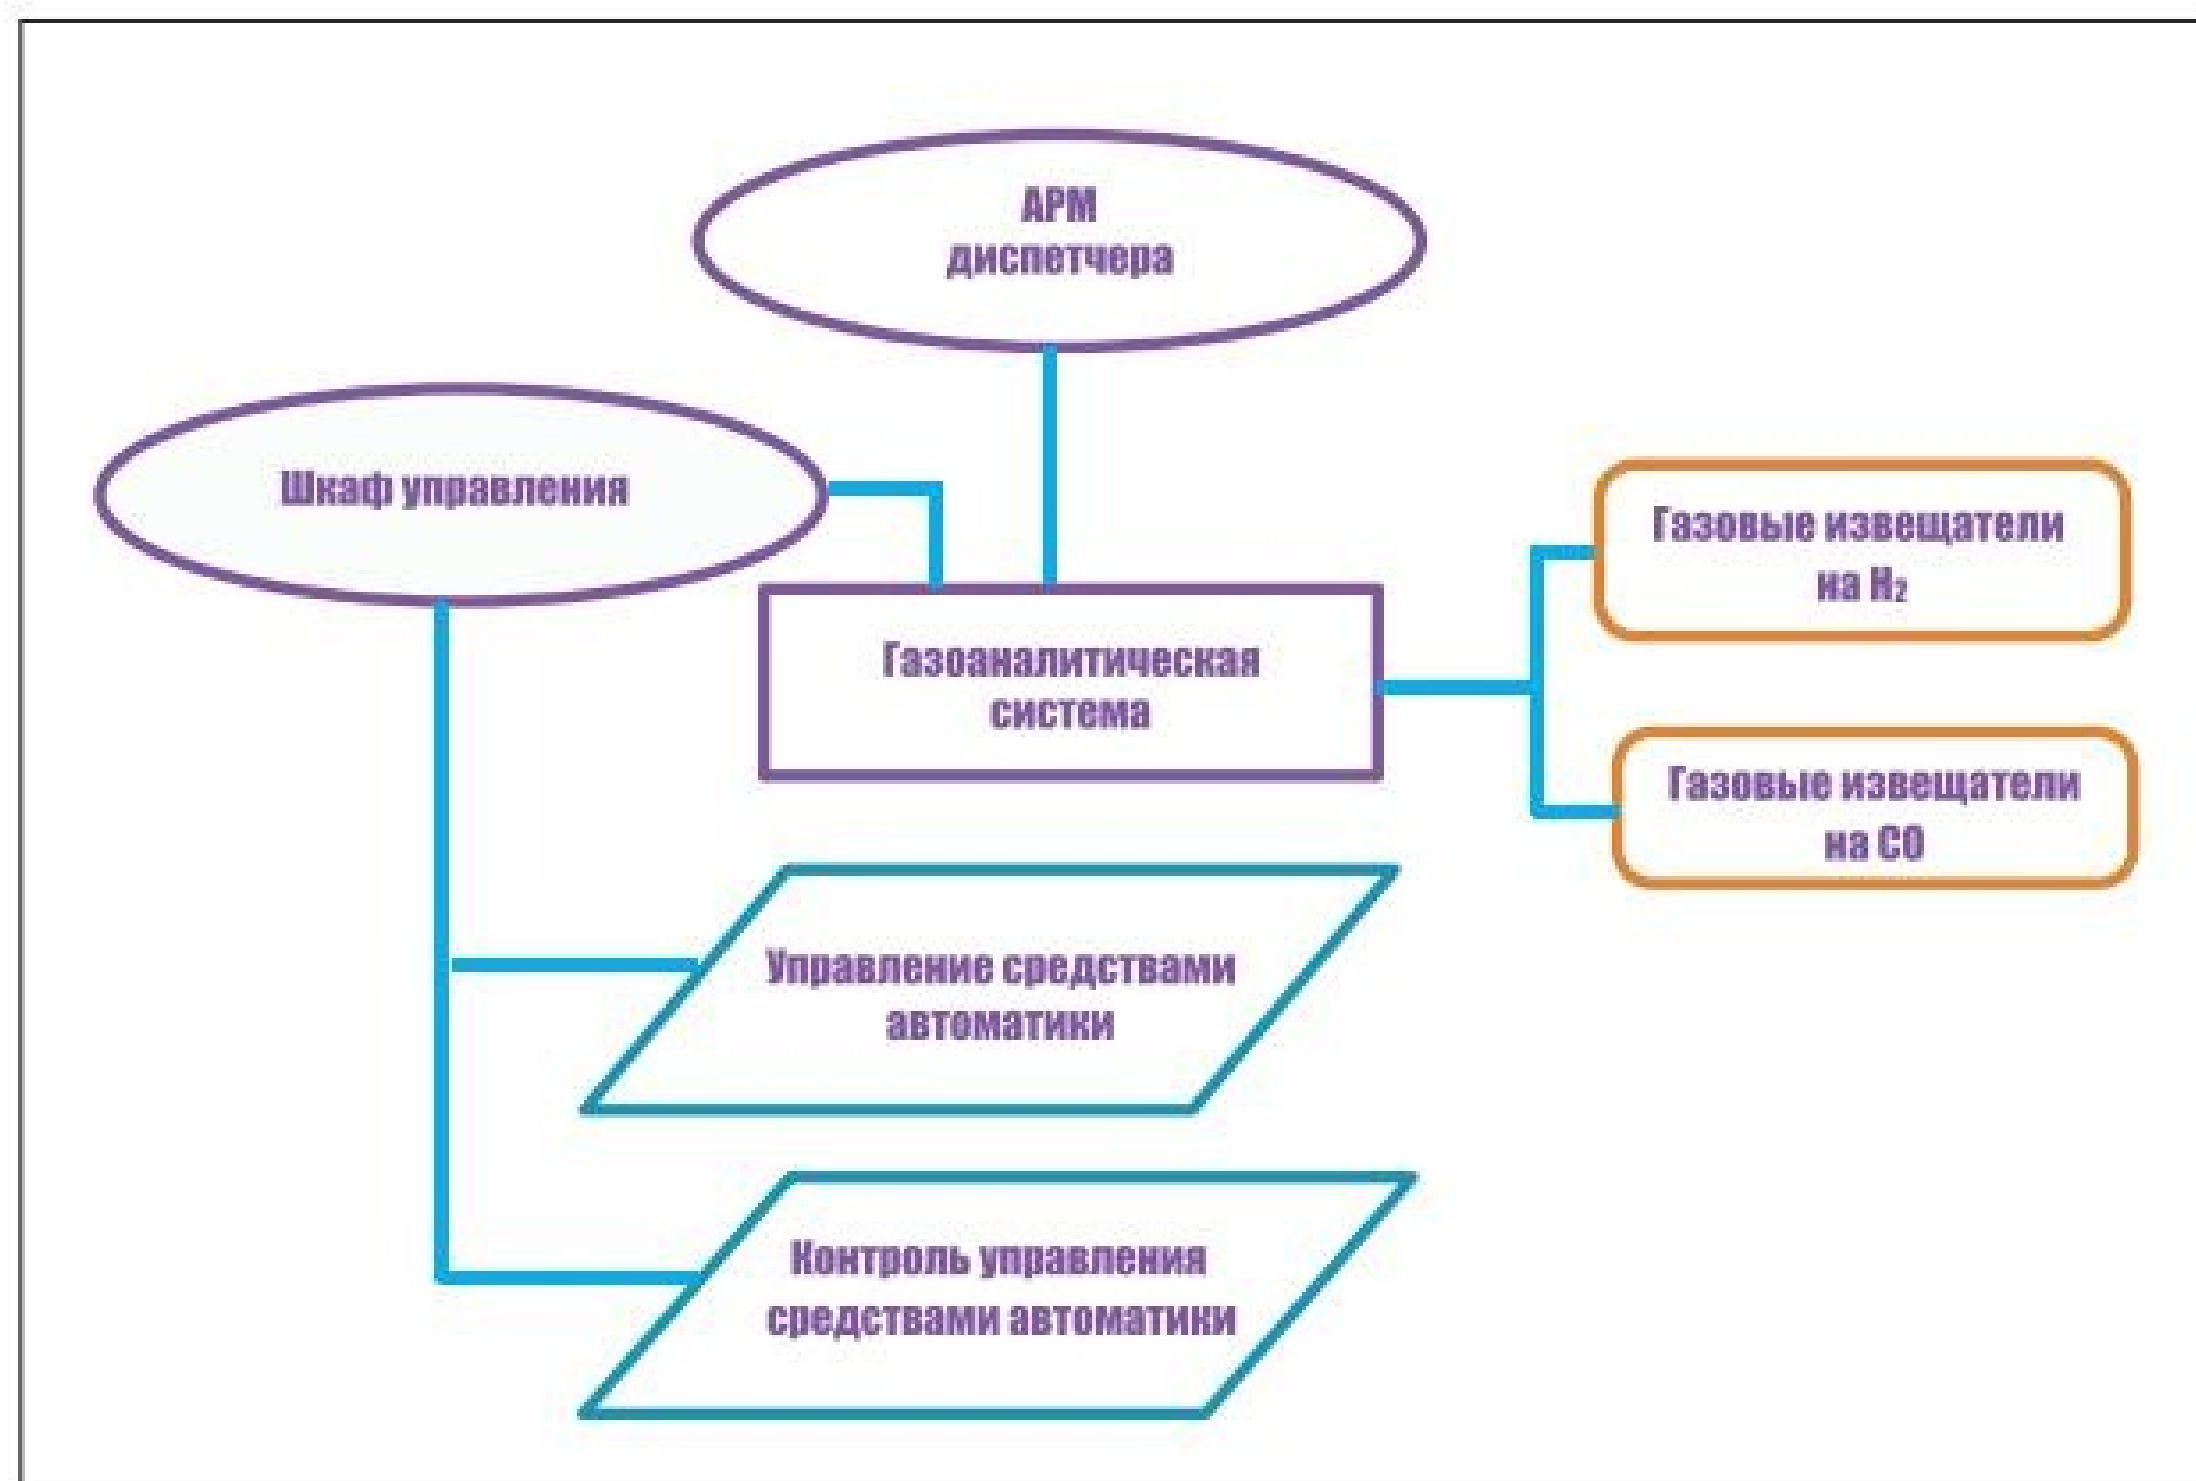 АРМ
диспетчера
Шкаф управления
Газовые извещатели
на H₂
Газоаналитическая
система
Газовые извещатели
на СО
Управление средствами
автоматики
Контроль управления
средствами автоматики